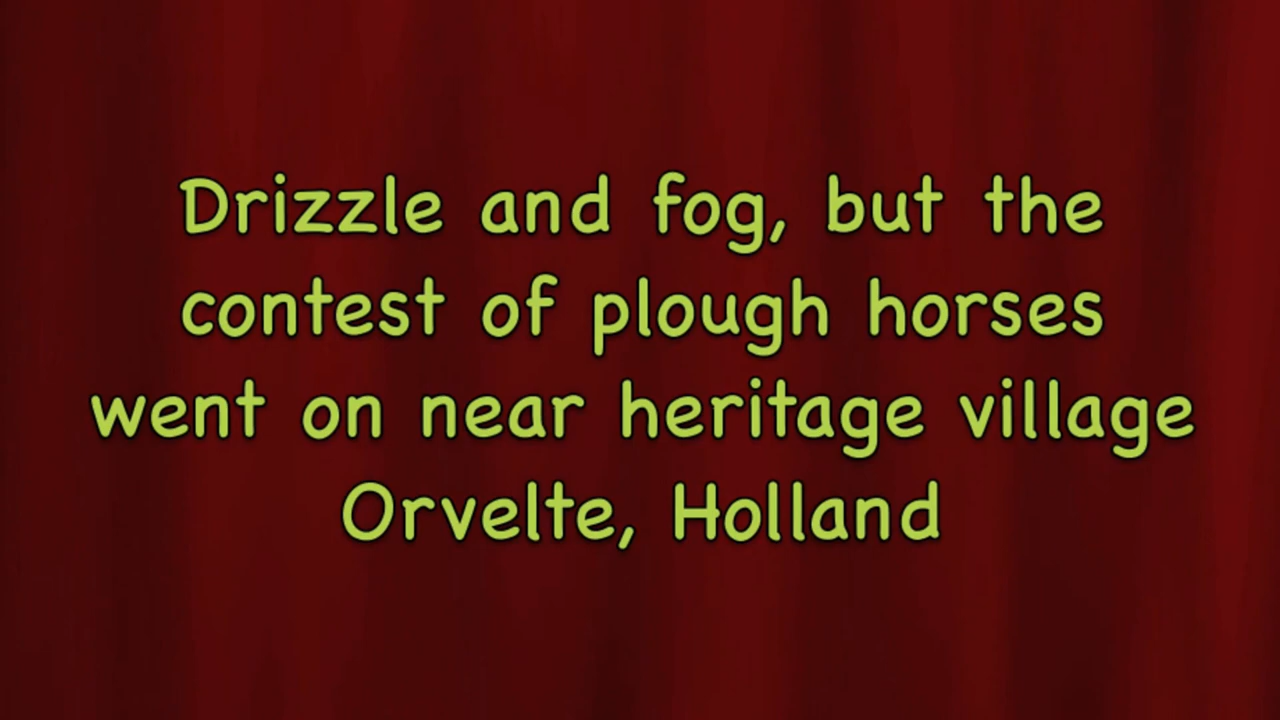 Drizzle and fog, but the
contest of plough horses
went on near heritage village
Orvelte, Holland